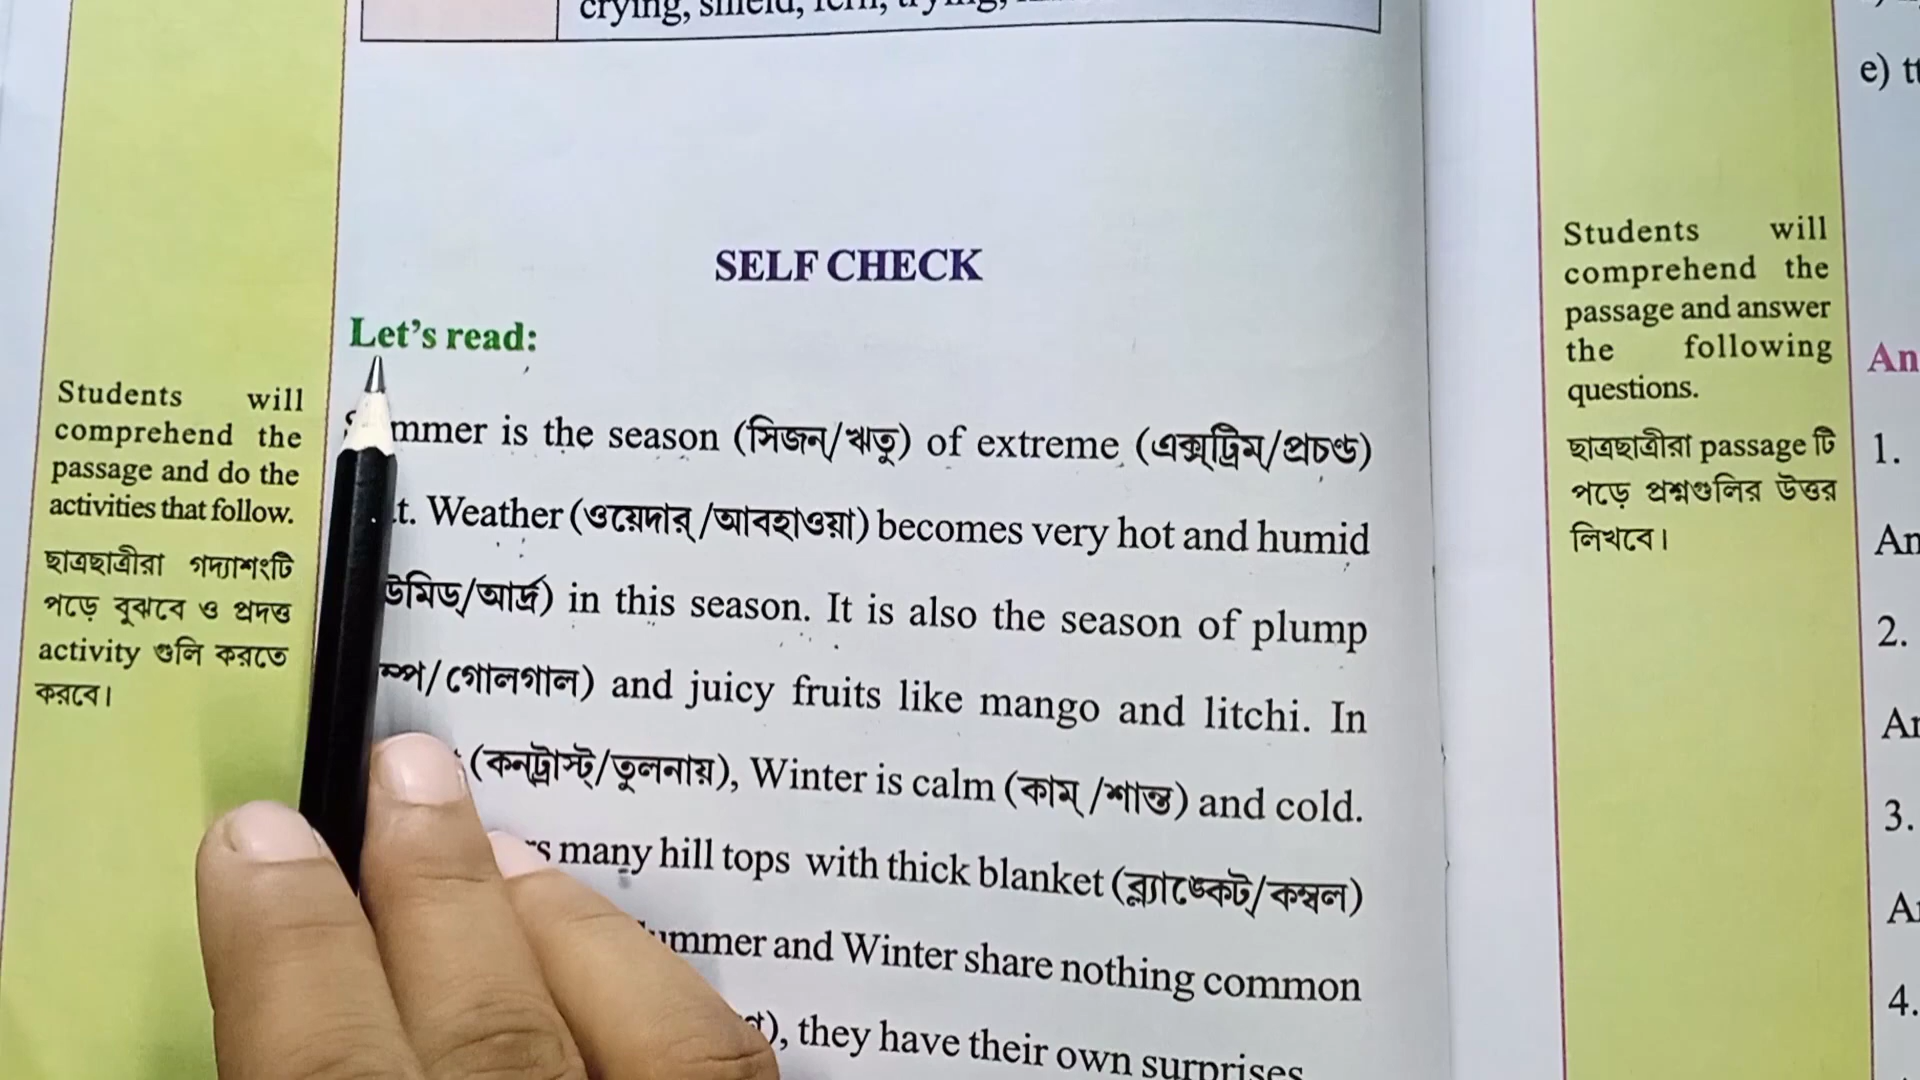 crying, shield, fern, trying,
SELF CHECK
Let's read:
is the season (সিজন্/ঋতু) of extreme (এক্সট্রিম্/প্রচণ্ড)
Weather (ওয়েদার্ /আবহাওয়া) becomes very hot and humid
in this season. It is also the season of plump
গোলগাল) and juicy fruits like mango and litchi. In
(কন্ট্রাস্ট্/তুলনায়), Winter is calm (কাম্ /শান্ত) and cold.
many hill tops with thick blanket (ব্ল্যাঙ্কেট্/কম্বল)
and Winter share nothing common
they have their own surprises
Students will
comprehend the
passage and do the
activities that follow.
ছাত্রছাত্রীরা গদ্যাংশটি
পড়ে বুঝবে ও প্রদত্ত
activity গুলি করতে
করবে।
Students will
comprehend the
passage and answer
the following
questions.
ছাত্রছাত্রীরা passage টি
পড়ে প্রশ্নগুলির উত্তর
লিখবে।
e)
1.
2.
3.
4.